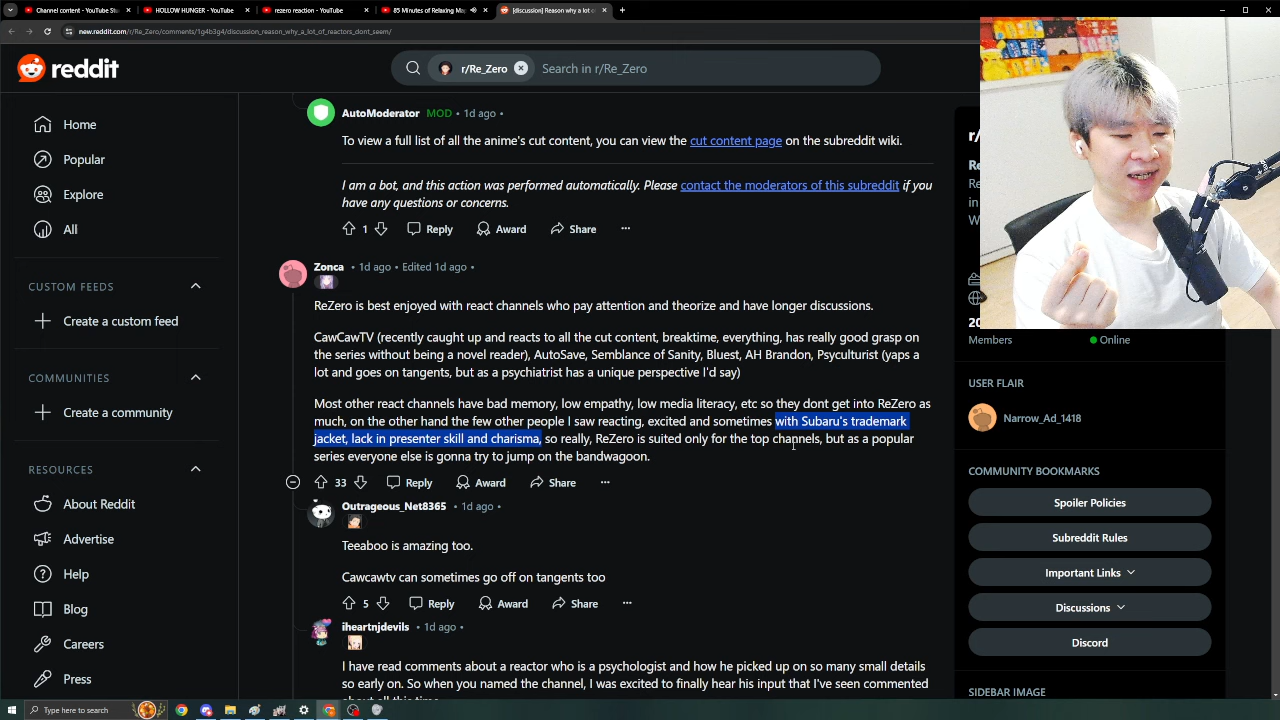 Content Stu
HOLLOW HUNGER - YouTube
rezero reaction - YouTube
85 Minutes of Relaxing Mo
[discussion] Reason why a lot o
new.reddit.com/r/Re_Zero/comments/1g4b3g4/discussion_reason_why_a_lot_of_reactors_dont_seem/
reddit
r/Re_Zero
Search in r/Re_Zero
Home
Popular
Explore
All
CUSTOM FEEDS
Create a custom feed
COMMUNITIES
Create a community
RESOURCES
About Reddit
Advertise
Help
Blog
Careers
Press
AutoModerator MOD • 1d ago •
To view a full list of all the anime's cut content, you can view the cut content page on the subreddit wiki.
I am a bot, and this action was performed automatically. Please contact the moderators of this subreddit if you
have any questions or concerns.
1 Reply Award Share
Zonca • 1d ago • Edited 1d ago •
ReZero is best enjoyed with react channels who pay attention and theorize and have longer discussions.
CawCawTV (recently caught up and reacts to all the cut content, breaktime, everything, has really good grasp on
the series without being a novel reader), AutoSave, Semblance of Sanity, Bluest, AH Brandon, Psyculturist (yaps a
lot and goes on tangents, but as a psychiatrist has a unique perspective I'd say)
Most other react channels have bad memory, low empathy, low media literacy, etc so they dont get into ReZero as
much, on the other hand the few other people I saw reacting, excited and sometimes with Subaru's trademark
jacket, lack in presenter skill and charisma, so really, ReZero is suited only for the top channels, but as a popular
series everyone else is gonna try to jump on the bandwagoon.
33 Reply Award Share
Outrageous_Net8365 • 1d ago •
Teeaboo is amazing too.
Cawcawtv can sometimes go off on tangents too
5 Reply Award Share
iheartnjdevils • 1d ago •
I have read comments about a reactor who is a psychologist and how he picked up on so many small details
so early on. So when you named the channel, I was excited to finally hear his input that I've seen commented
Members
Online
USER FLAIR
Narrow_Ad_1418
COMMUNITY BOOKMARKS
Spoiler Policies
Subreddit Rules
Important Links
Discussions
Discord
SIDEBAR IMAGE
Type here to search